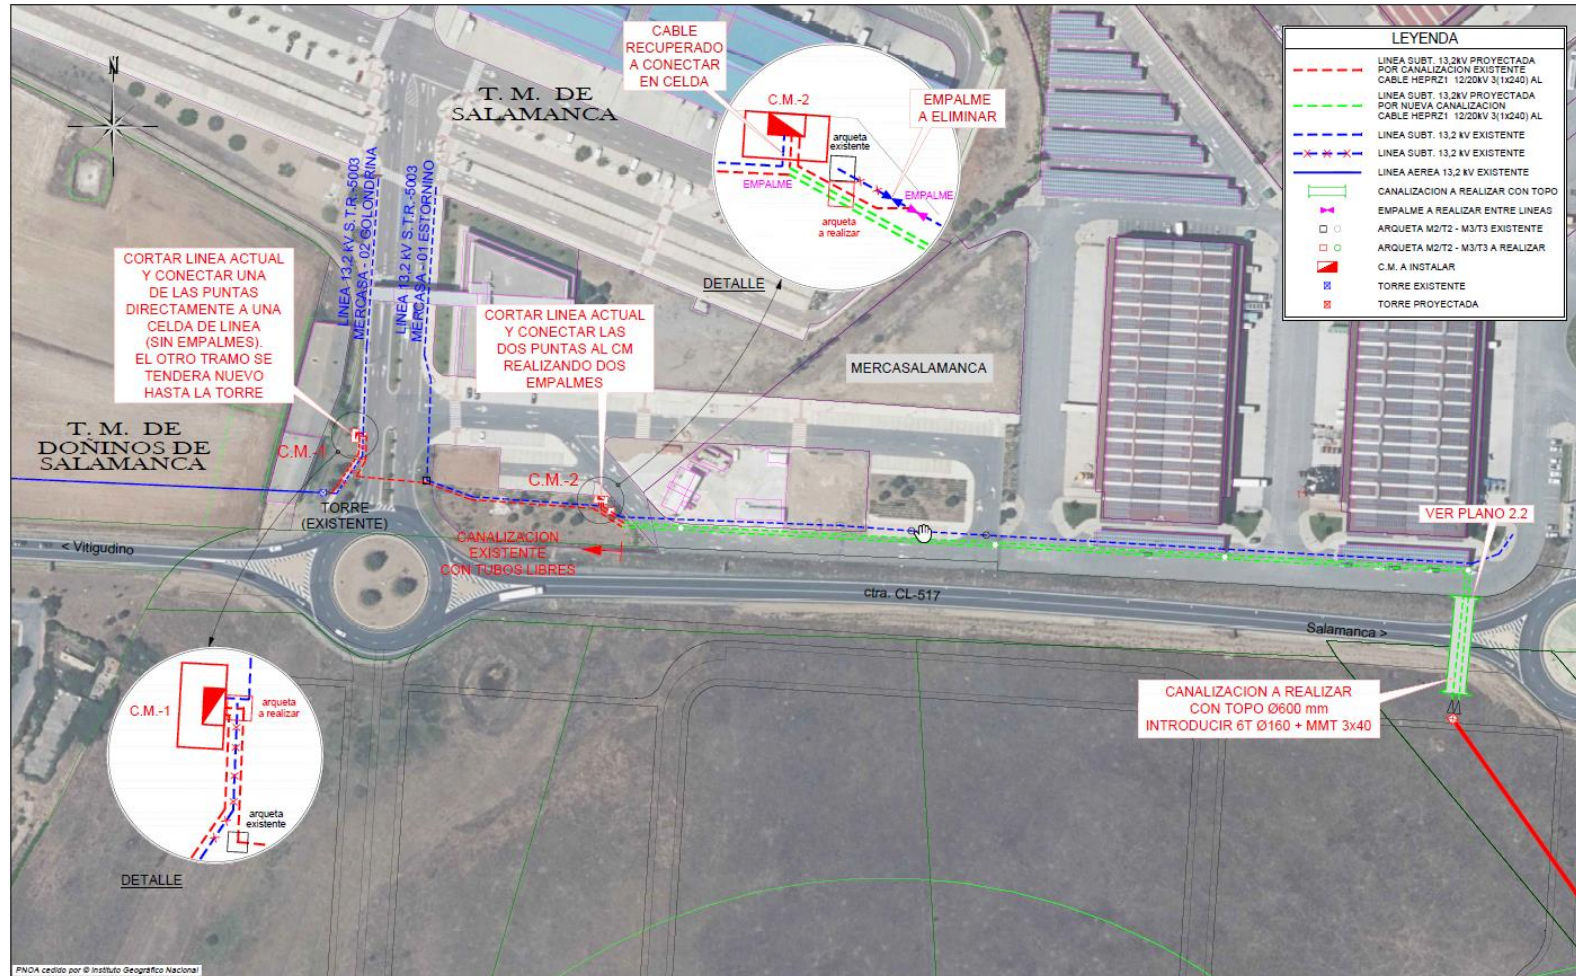 N
T. M. DE
SALAMANCA
CABLE
RECUPERADO
A CONECTAR
EN CELDA
C.M.-2
arqueta
existente
EMPALME
A ELIMINAR
EMPALME
EMPALME
arqueta
a realizar
DETALLE
LEYENDA
LINEA SUBT. 13,2kV PROYECTADA
POR CANALIZACION EXISTENTE
CABLE HEPRZ1 12/20kV 3(1x240) AL
LINEA SUBT. 13,2kV PROYECTADA
POR NUEVA CANALIZACION
CABLE HEPRZ1 12/20kV 3(1x240) AL
LINEA SUBT. 13,2 kV EXISTENTE
LINEA SUBT. 13,2 kV EXISTENTE
LINEA AEREA 13,2 kV EXISTENTE
CANALIZACION A REALIZAR CON TOPO
EMPALME A REALIZAR ENTRE LINEAS
ARQUETA M2/T2 - M3/T3 EXISTENTE
ARQUETA M2/T2 - M3/T3 A REALIZAR
C.M. A INSTALAR
TORRE EXISTENTE
TORRE PROYECTADA
LINEA 13,2 kV S.T.R.-5003
MERCASA - 02 GOLONDRINA
LINEA 13,2 kV S.T.R.-5003
MERCASA - 01 ESTORNINO
CORTAR LINEA ACTUAL
Y CONECTAR UNA
DE LAS PUNTAS
DIRECTAMENTE A UNA
CELDA DE LINEA
(SIN EMPALMES).
EL OTRO TRAMO SE
TENDERA NUEVO
HASTA LA TORRE
CORTAR LINEA ACTUAL
Y CONECTAR LAS
DOS PUNTAS AL CM
REALIZANDO DOS
EMPALMES
MERCASALAMANCA
T. M. DE
DOÑINOS DE
SALAMANCA
C.M.-1
C.M.-2
TORRE
(EXISTENTE)
VER PLANO 2.2
< Vitigudino
CANALIZACION
EXISTENTE
CON TUBOS LIBRES
ctra. CL-517
Salamanca >
C.M.-1
arqueta
a realizar
arqueta
existente
DETALLE
CANALIZACION A REALIZAR
CON TOPO Ø600 mm
INTRODUCIR 6T Ø160 + MMT 3x40
PNOA cedido por © Instituto Geográfico Nacional